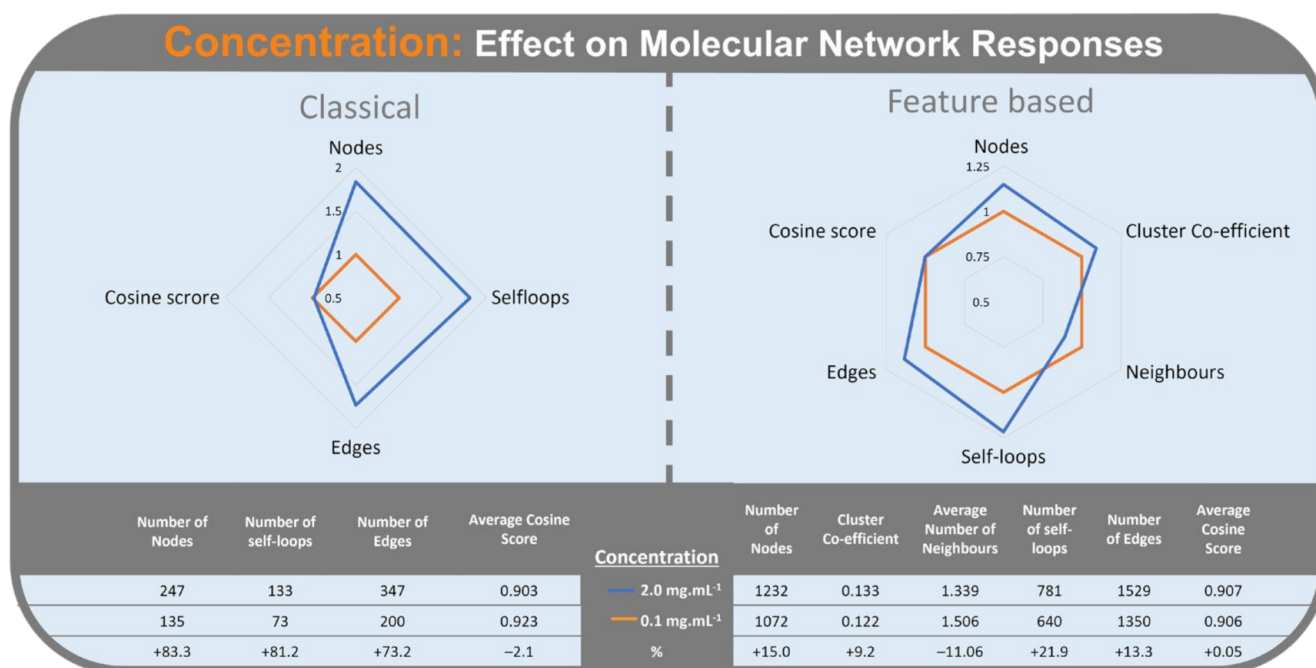 Concentration: Effect on Molecular Network Responses
Classical
Nodes
2
1.5
1
0.5
Cosine scrore
Selfloops
Edges
Feature based
Nodes
1.25
1
0.75
0.5
Cosine score
Cluster Co-efficient
Edges
Neighbours
Self-loops
Number of
Nodes
Number of
self-loops
Number of
Edges
Average Cosine
Score
Concentration
Number
of
Nodes
Cluster
Co-efficient
Average
Number of
Neighbours
Number
of self-
loops
Number
of Edges
Average
Cosine
Score
247 133 347 0.903 2.0 mg.mL⁻¹ 1232 0.133 1.339 781 1529 0.907
135 73 200 0.923 0.1 mg.mL⁻¹ 1072 0.122 1.506 640 1350 0.906
+83.3 +81.2 +73.2 –2.1 % +15.0 +9.2 –11.06 +21.9 +13.3 +0.05